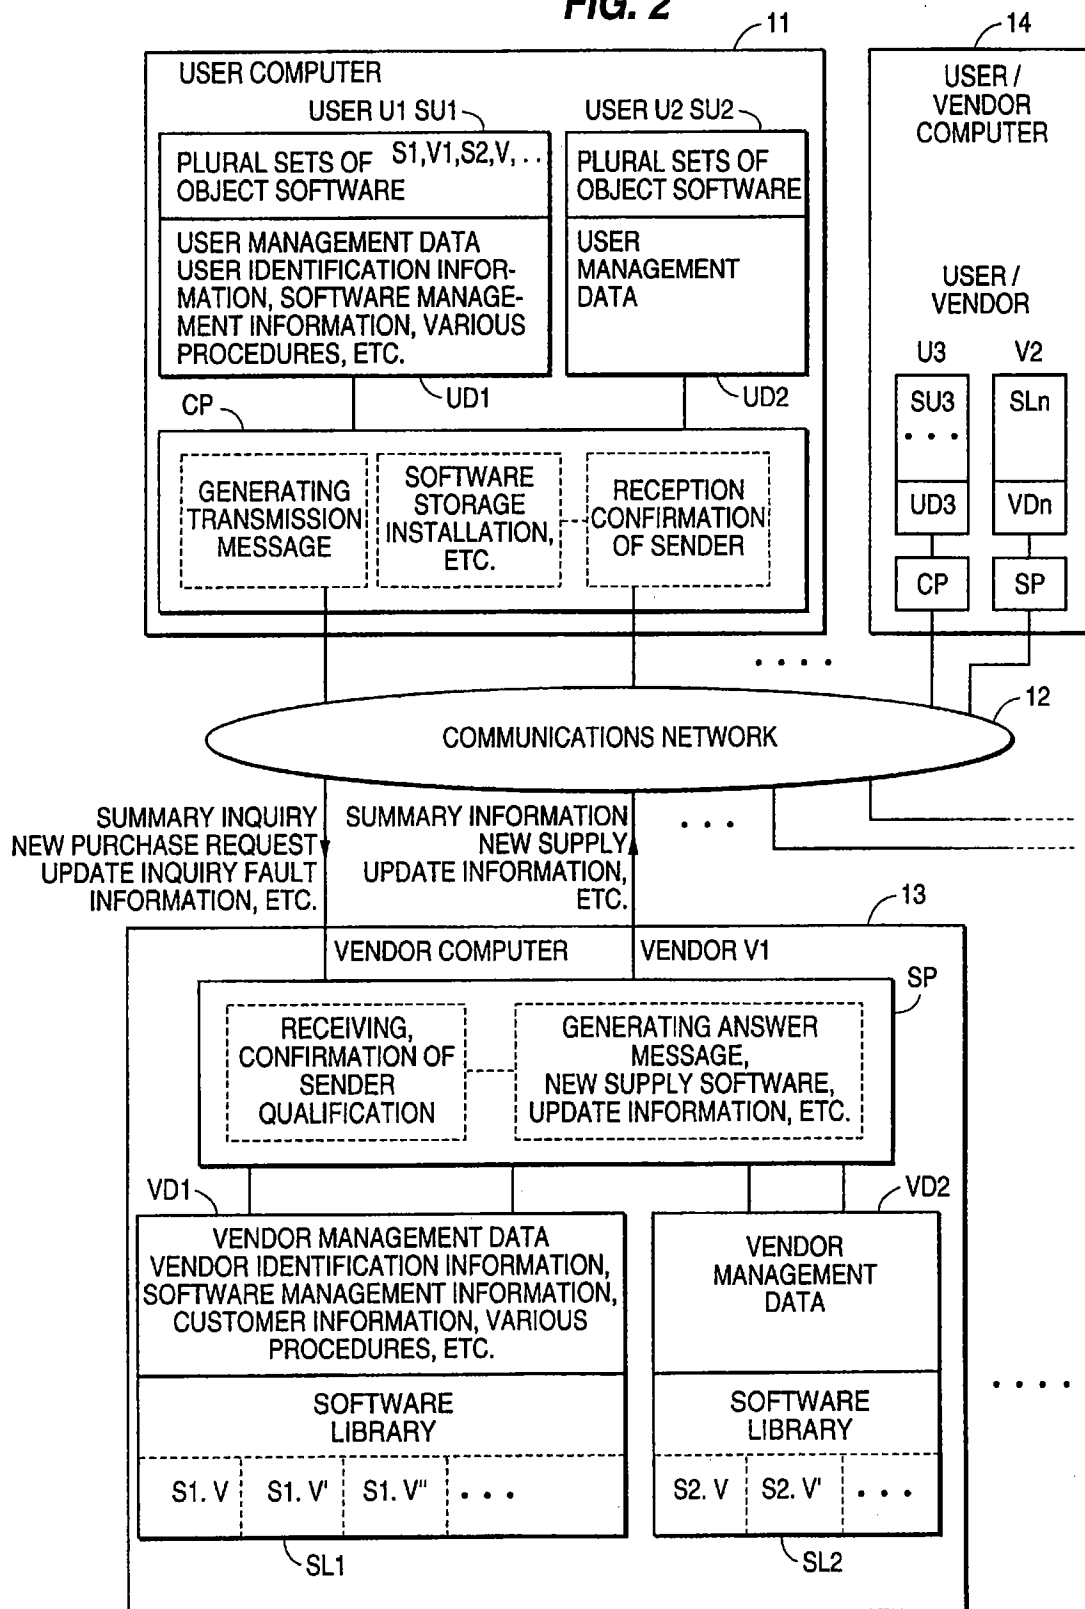 FIG. 2
11
14
USER COMPUTER
USER U1 SU1
USER U2 SU2
PLURAL SETS OF S1,V1,S2,V, . .
OBJECT SOFTWARE
USER MANAGEMENT DATA
USER IDENTIFICATION INFOR-
MATION, SOFTWARE MANAGE-
MENT INFORMATION, VARIOUS
PROCEDURES, ETC.
PLURAL SETS OF
OBJECT SOFTWARE
USER
MANAGEMENT
DATA
CP
UD1
UD2
GENERATING
TRANSMISSION
MESSAGE
SOFTWARE
STORAGE
INSTALLATION,
ETC.
RECEPTION
CONFIRMATION
OF SENDER
USER /
VENDOR
COMPUTER
USER /
VENDOR
U3 V2
SU3 SLn
• • •
UD3 VDn
CP SP
• • • •
12
COMMUNICATIONS NETWORK
SUMMARY INQUIRY
NEW PURCHASE REQUEST
UPDATE INQUIRY FAULT
INFORMATION, ETC.
SUMMARY INFORMATION
NEW SUPPLY
UPDATE INFORMATION,
ETC.
• • •
13
VENDOR COMPUTER
VENDOR V1
SP
RECEIVING,
CONFIRMATION OF
SENDER
QUALIFICATION
GENERATING ANSWER
MESSAGE,
NEW SUPPLY SOFTWARE,
UPDATE INFORMATION, ETC.
VD1
VD2
VENDOR MANAGEMENT DATA
VENDOR IDENTIFICATION INFORMATION,
SOFTWARE MANAGEMENT INFORMATION,
CUSTOMER INFORMATION, VARIOUS
PROCEDURES, ETC.
SOFTWARE
LIBRARY
S1. V S1. V' S1. V" • • •
SL1
VENDOR
MANAGEMENT
DATA
SOFTWARE
LIBRARY
S2. V S2. V' • • •
SL2
• • • •